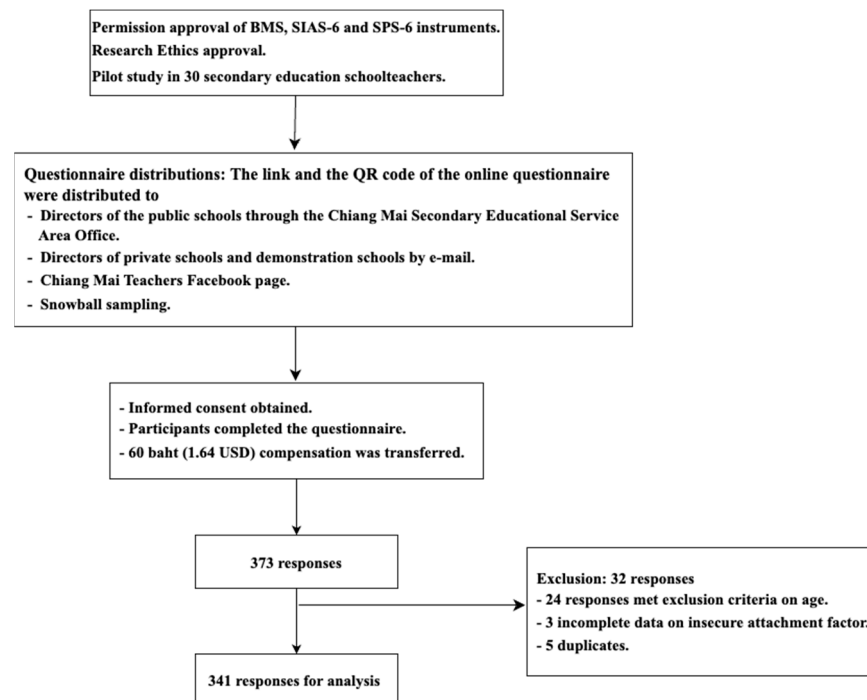 Permission approval of BMS, SIAS-6 and SPS-6 instruments.
Research Ethics approval.
Pilot study in 30 secondary education schoolteachers.
Questionnaire distributions: The link and the QR code of the online questionnaire
were distributed to
- Directors of the public schools through the Chiang Mai Secondary Educational Service
Area Office.
- Directors of private schools and demonstration schools by e-mail.
- Chiang Mai Teachers Facebook page.
- Snowball sampling.
- Informed consent obtained.
- Participants completed the questionnaire.
- 60 baht (1.64 USD) compensation was transferred.
373 responses
Exclusion: 32 responses
- 24 responses met exclusion criteria on age.
- 3 incomplete data on insecure attachment factor.
- 5 duplicates.
341 responses for analysis